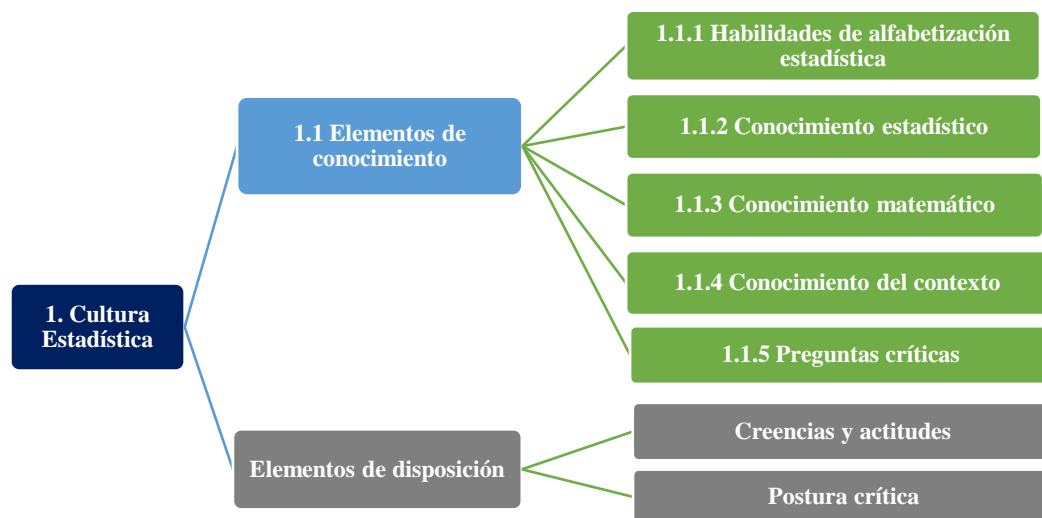 1. Cultura
Estadística
1.1 Elementos de
conocimiento
1.1.1 Habilidades de alfabetización
estadística
1.1.2 Conocimiento estadístico
1.1.3 Conocimiento matemático
1.1.4 Conocimiento del contexto
1.1.5 Preguntas críticas
Elementos de disposición
Creencias y actitudes
Postura crítica